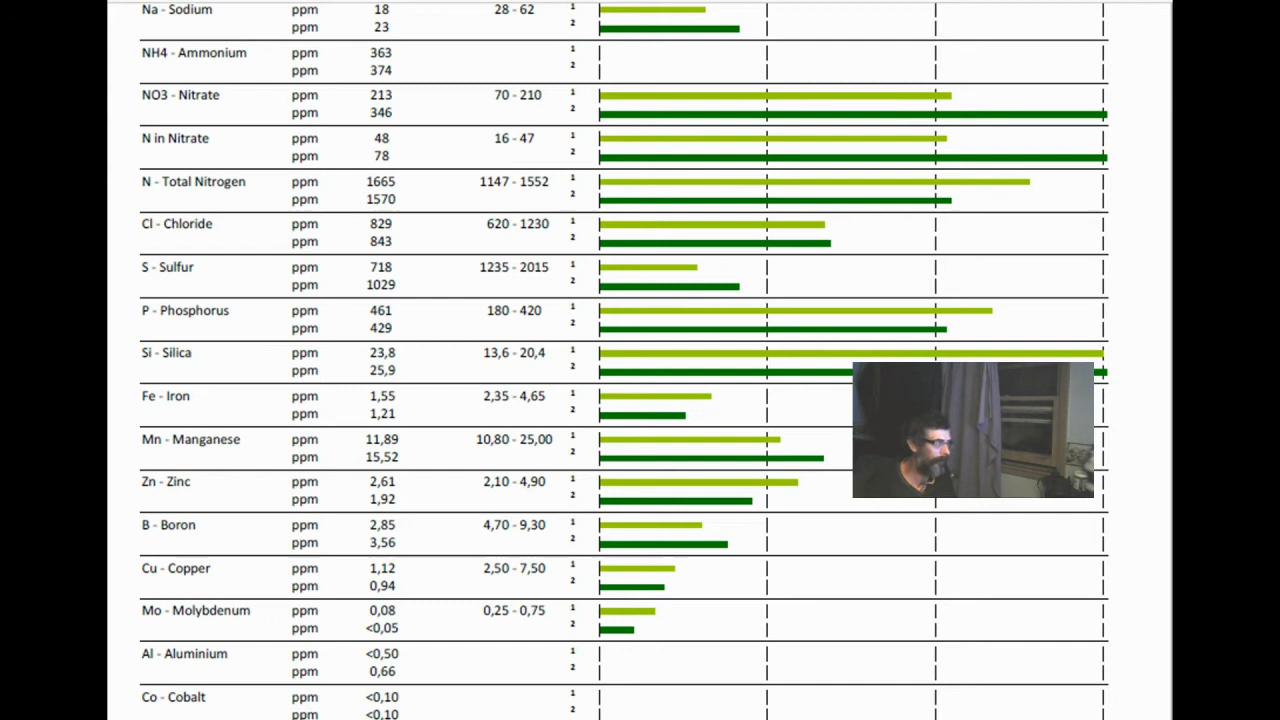 Na - Sodium ppm 18 28 - 62 1
ppm 23 2
NH4 - Ammonium ppm 363 1
ppm 374 2
NO3 - Nitrate ppm 213 70 - 210 1
ppm 346 2
N in Nitrate ppm 48 16 - 47 1
ppm 78 2
N - Total Nitrogen ppm 1665 1147 - 1552 1
ppm 1570 2
Cl - Chloride ppm 829 620 - 1230 1
ppm 843 2
S - Sulfur ppm 718 1235 - 2015 1
ppm 1029 2
P - Phosphorus ppm 461 180 - 420 1
ppm 429 2
Si - Silica ppm 23,8 13,6 - 20,4 1
ppm 25,9 2
Fe - Iron ppm 1,55 2,35 - 4,65 1
ppm 1,21 2
Mn - Manganese ppm 11,89 10,80 - 25,00 1
ppm 15,52 2
Zn - Zinc ppm 2,61 2,10 - 4,90 1
ppm 1,92 2
B - Boron ppm 2,85 4,70 - 9,30 1
ppm 3,56 2
Cu - Copper ppm 1,12 2,50 - 7,50 1
ppm 0,94 2
Mo - Molybdenum ppm 0,08 0,25 - 0,75 1
ppm <0,05 2
Al - Aluminium ppm <0,50 1
ppm 0,66 2
Co - Cobalt ppm <0,10 1
ppm <0,10 2